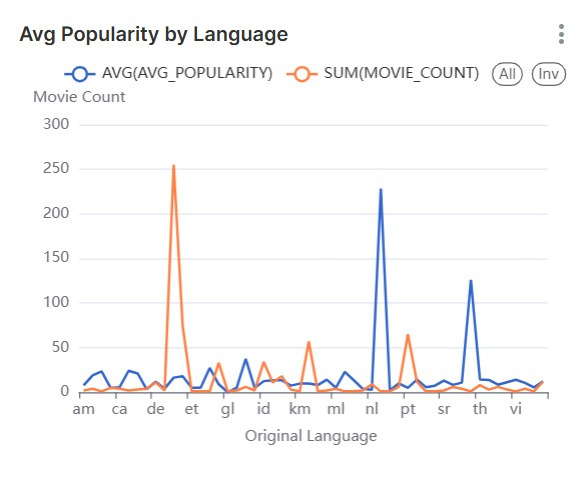 Avg Popularity by Language
AVG(AVG_POPULARITY) SUM(MOVIE_COUNT) All Inv
Movie Count
300
250
200
150
100
50
0
am ca de et gl id km ml nl pt sr th vi
Original Language